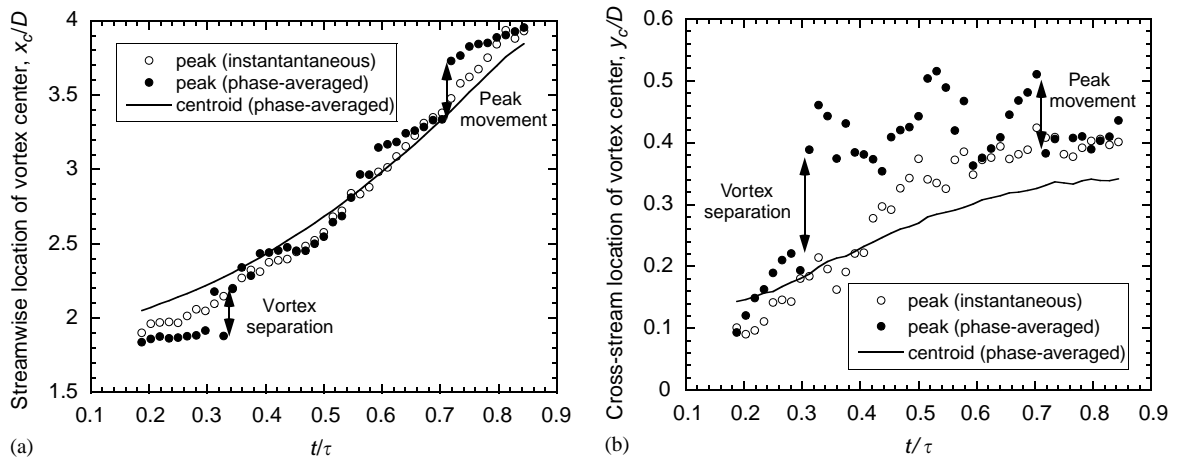 Streamwise location of vortex center, x_c/D
4
3.5
3
2.5
2
1.5
peak (instantantaneous)
peak (phase-averaged)
centroid (phase-averaged)
Peak
movement
Vortex
separation
0.1 0.2 0.3 0.4 0.5 0.6 0.7 0.8 0.9
t/τ
(a)
Cross-stream location of vortex center, y_c/D
0.6
0.5
0.4
0.3
0.2
0.1
0
Peak
movement
Vortex
separation
peak (instantaneous)
peak (phase-averaged)
centroid (phase-averaged)
0.1 0.2 0.3 0.4 0.5 0.6 0.7 0.8 0.9
t/τ
(b)